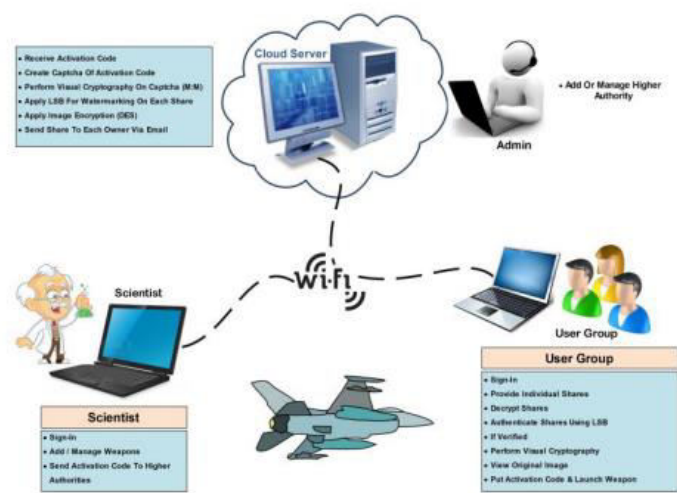 Cloud Server
• Receive Activation Code
• Create Captcha Of Activation Code
• Perform Visual Cryptography On Captcha (M:M)
• Apply LSB For Watermarking On Each Share
• Apply Image Encryption (DES)
• Send Share To Each Owner Via Email
• Add Or Manage Higher
Authority
Admin
Wi-Fi
Scientist
User Group
Scientist
• Sign-In
• Add / Manage Weapons
• Send Activation Code To Higher
Authorities
User Group
• Sign-In
• Provide Individual Shares
• Decrypt Shares
• Authenticate Shares Using LSB
• If Verified
• Perform Visual Cryptography
• View Original Image
• Put Activation Code & Launch Weapon